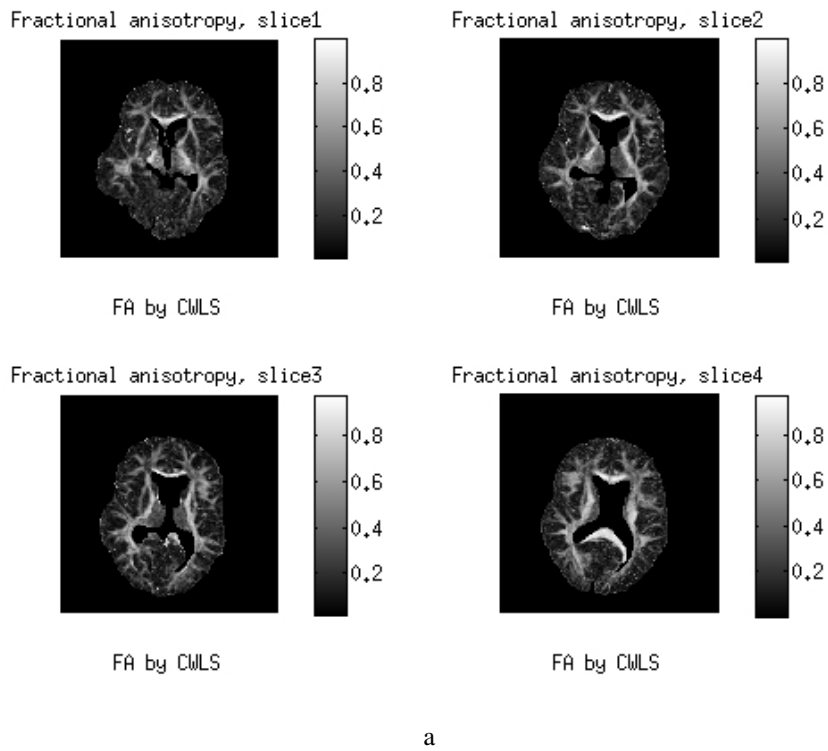 Fractional anisotropy, slice1
0.8
0.6
0.4
0.2
FA by CWLS
Fractional anisotropy, slice2
0.8
0.6
0.4
0.2
FA by CWLS
Fractional anisotropy, slice3
0.8
0.6
0.4
0.2
FA by CWLS
Fractional anisotropy, slice4
0.8
0.6
0.4
0.2
FA by CWLS
a